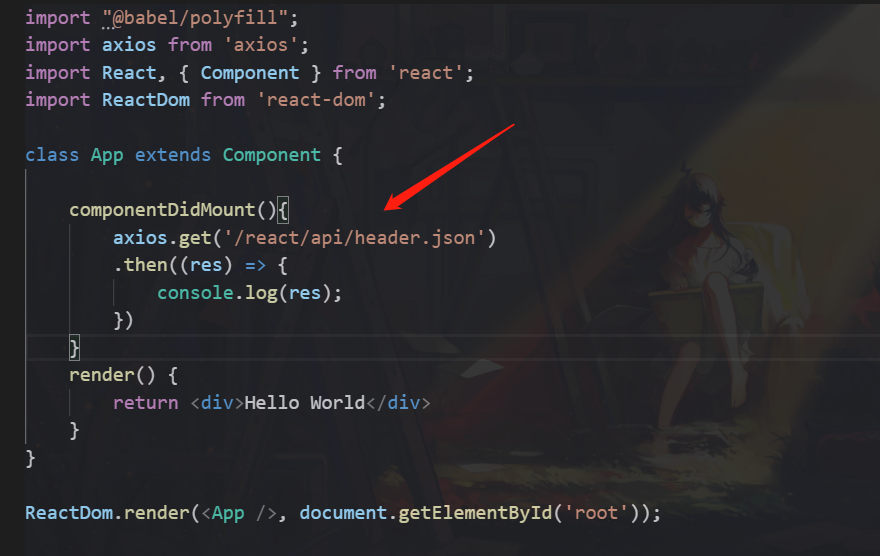 import "@babel/polyfill";
import axios from 'axios';
import React, { Component } from 'react';
import ReactDom from 'react-dom';
class App extends Component {
componentDidMount(){
axios.get('/react/api/header.json')
.then((res) => {
console.log(res);
})
}
render() {
return <div>Hello World</div>
}
}
ReactDom.render(<App />, document.getElementById('root'));